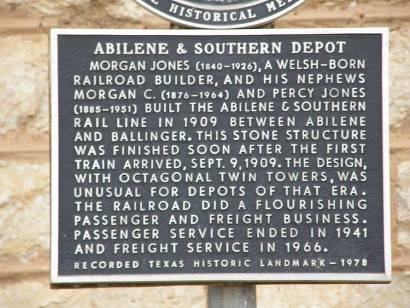 HISTORICAL
ABILENE & SOUTHERN DEPOT
MORGAN JONES (1840-1926), A WELSH-BORN
RAILROAD BUILDER, AND HIS NEPHEWS
MORGAN C. (1876-1964) AND PERCY JONES
(1885-1951) BUILT THE ABILENE & SOUTHERN
RAIL LINE IN 1909 BETWEEN ABILENE
AND BALLINGER. THIS STONE STRUCTURE
WAS FINISHED SOON AFTER THE FIRST
TRAIN ARRIVED, SEPT. 9, 1909. THE DESIGN,
WITH OCTAGONAL TWIN TOWERS, WAS
UNUSUAL FOR DEPOTS OF THAT ERA.
THE RAILROAD DID A FLOURISHING
PASSENGER AND FREIGHT BUSINESS.
PASSENGER SERVICE ENDED IN 1941
AND FREIGHT SERVICE IN 1966.
RECORDED TEXAS HISTORIC LANDMARK - 1978